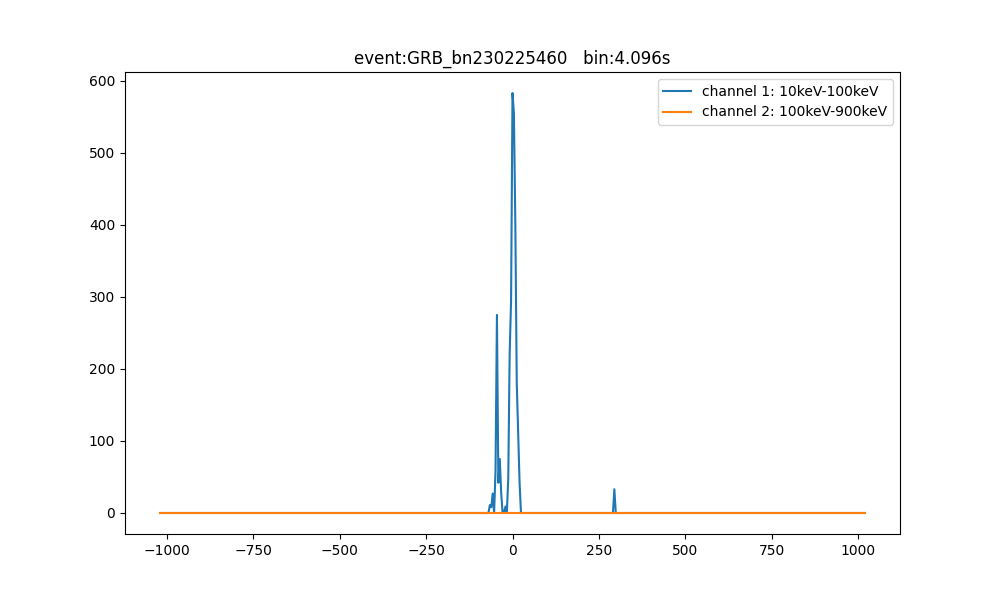 event:GRB_bn230225460   bin:4.096s
channel 1: 10keV-100keV
channel 2: 100keV-900keV
600
500
400
300
200
100
0
−1000 −750 −500 −250 0 250 500 750 1000